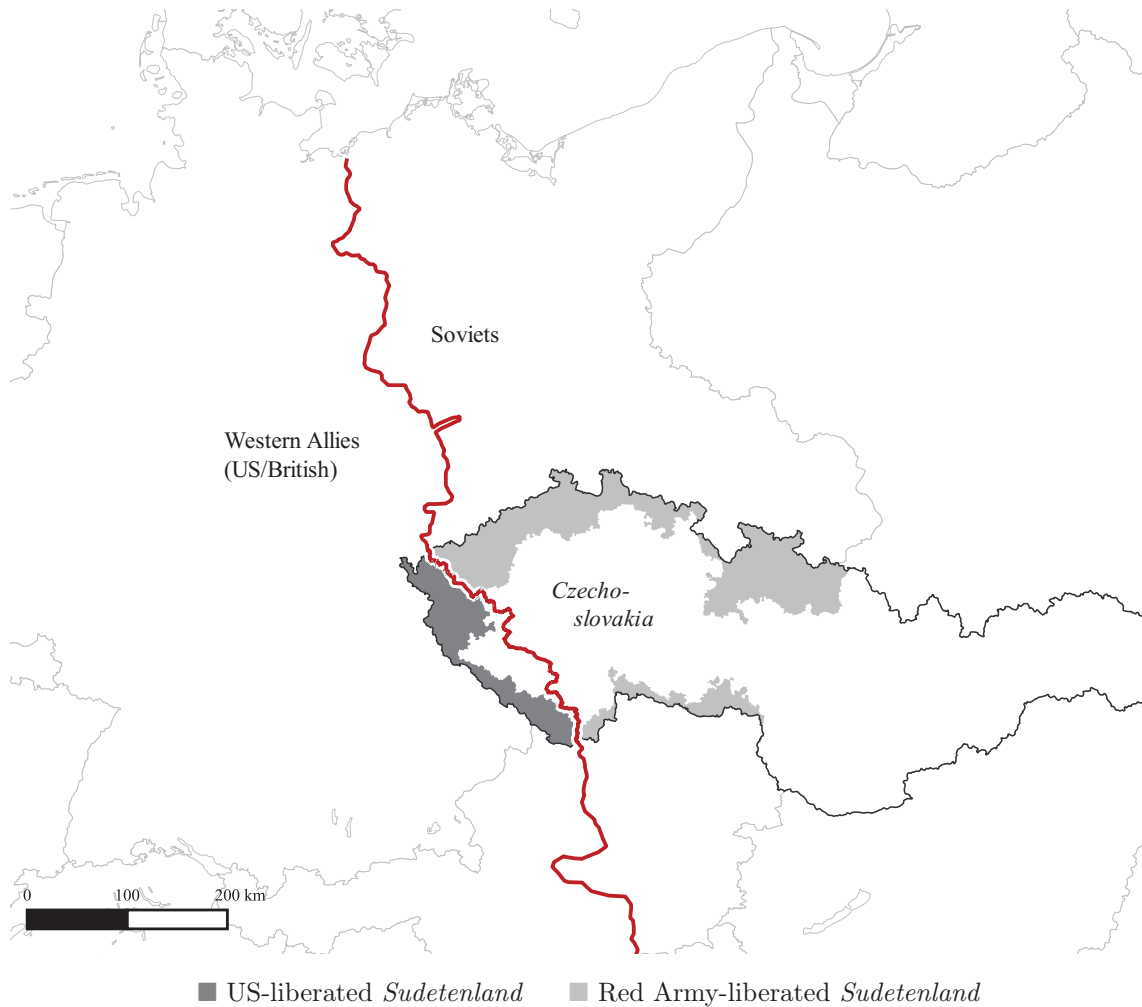 Soviets
Western Allies
(US/British)
Czecho-
slovakia
0 100 200 km
US-liberated Sudetenland Red Army-liberated Sudetenland